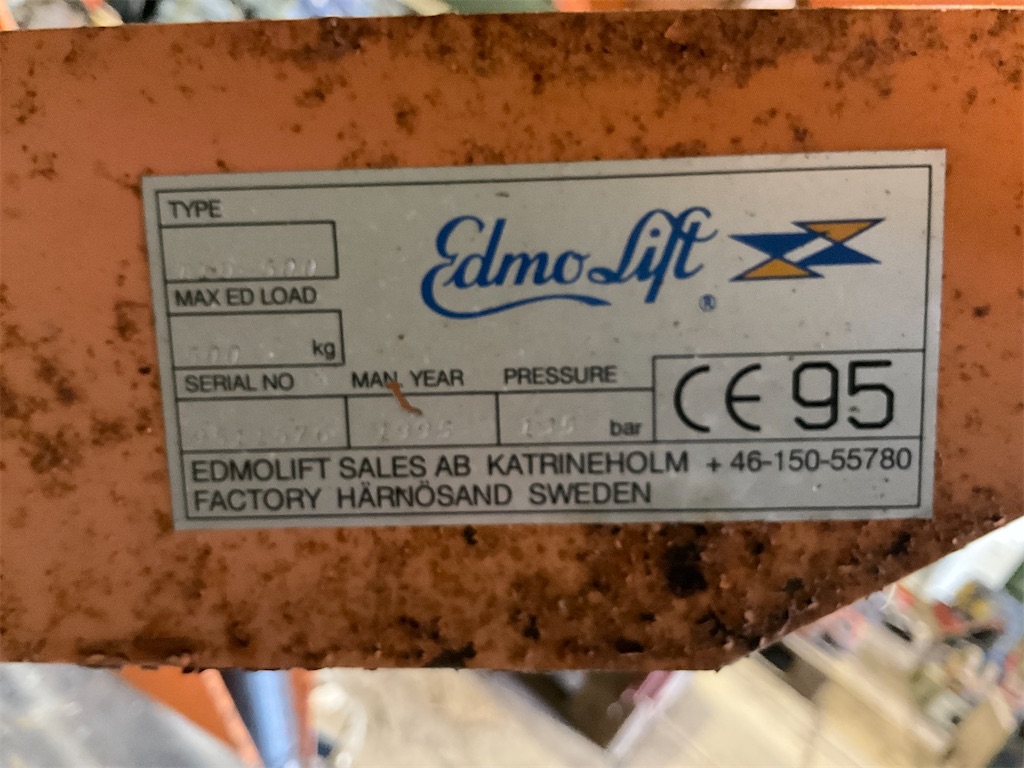 TYPE
Edmo Lift ®
MAX ED LOAD
kg
SERIAL NO MAN. YEAR PRESSURE
1995 bar
CE 95
EDMOLIFT SALES AB KATRINEHOLM + 46-150-55780
FACTORY HÄRNÖSAND SWEDEN